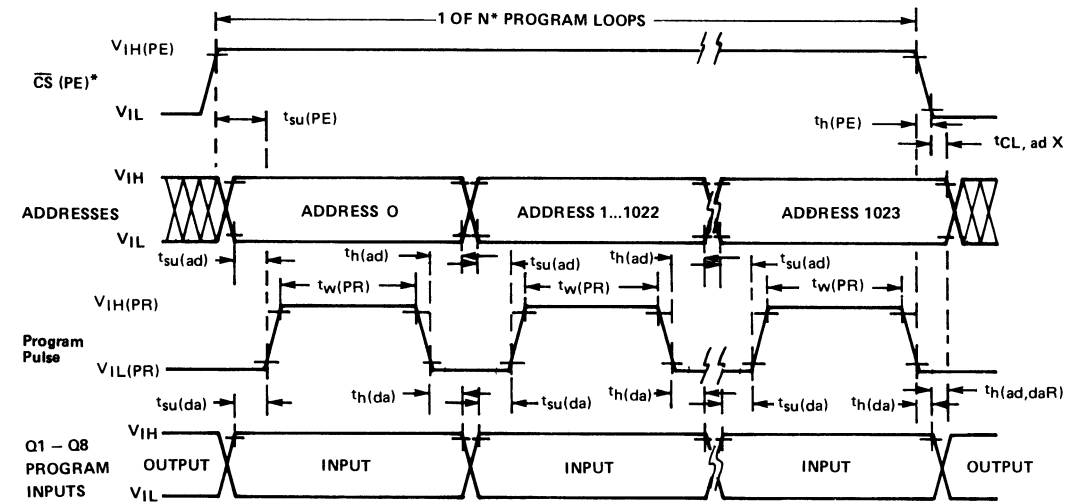 1 OF N* PROGRAM LOOPS
VIH(PE)
CS (PE)*
VIL
tsu(PE)
th(PE)
tCL, ad X
VIH
ADDRESSES
ADDRESS 0
ADDRESS 1...1022
ADDRESS 1023
VIL
tsu(ad)
th(ad)
tsu(ad)
th(ad)
tsu(ad)
tw(PR)
tw(PR)
tw(PR)
VIH(PR)
Program
Pulse
VIL(PR)
tsu(da)
th(da)
tsu(da)
th(da)
tsu(da)
th(da)
th(ad,daR)
VIH
Q1 – Q8
PROGRAM
INPUTS
OUTPUT
INPUT
INPUT
INPUT
OUTPUT
VIL